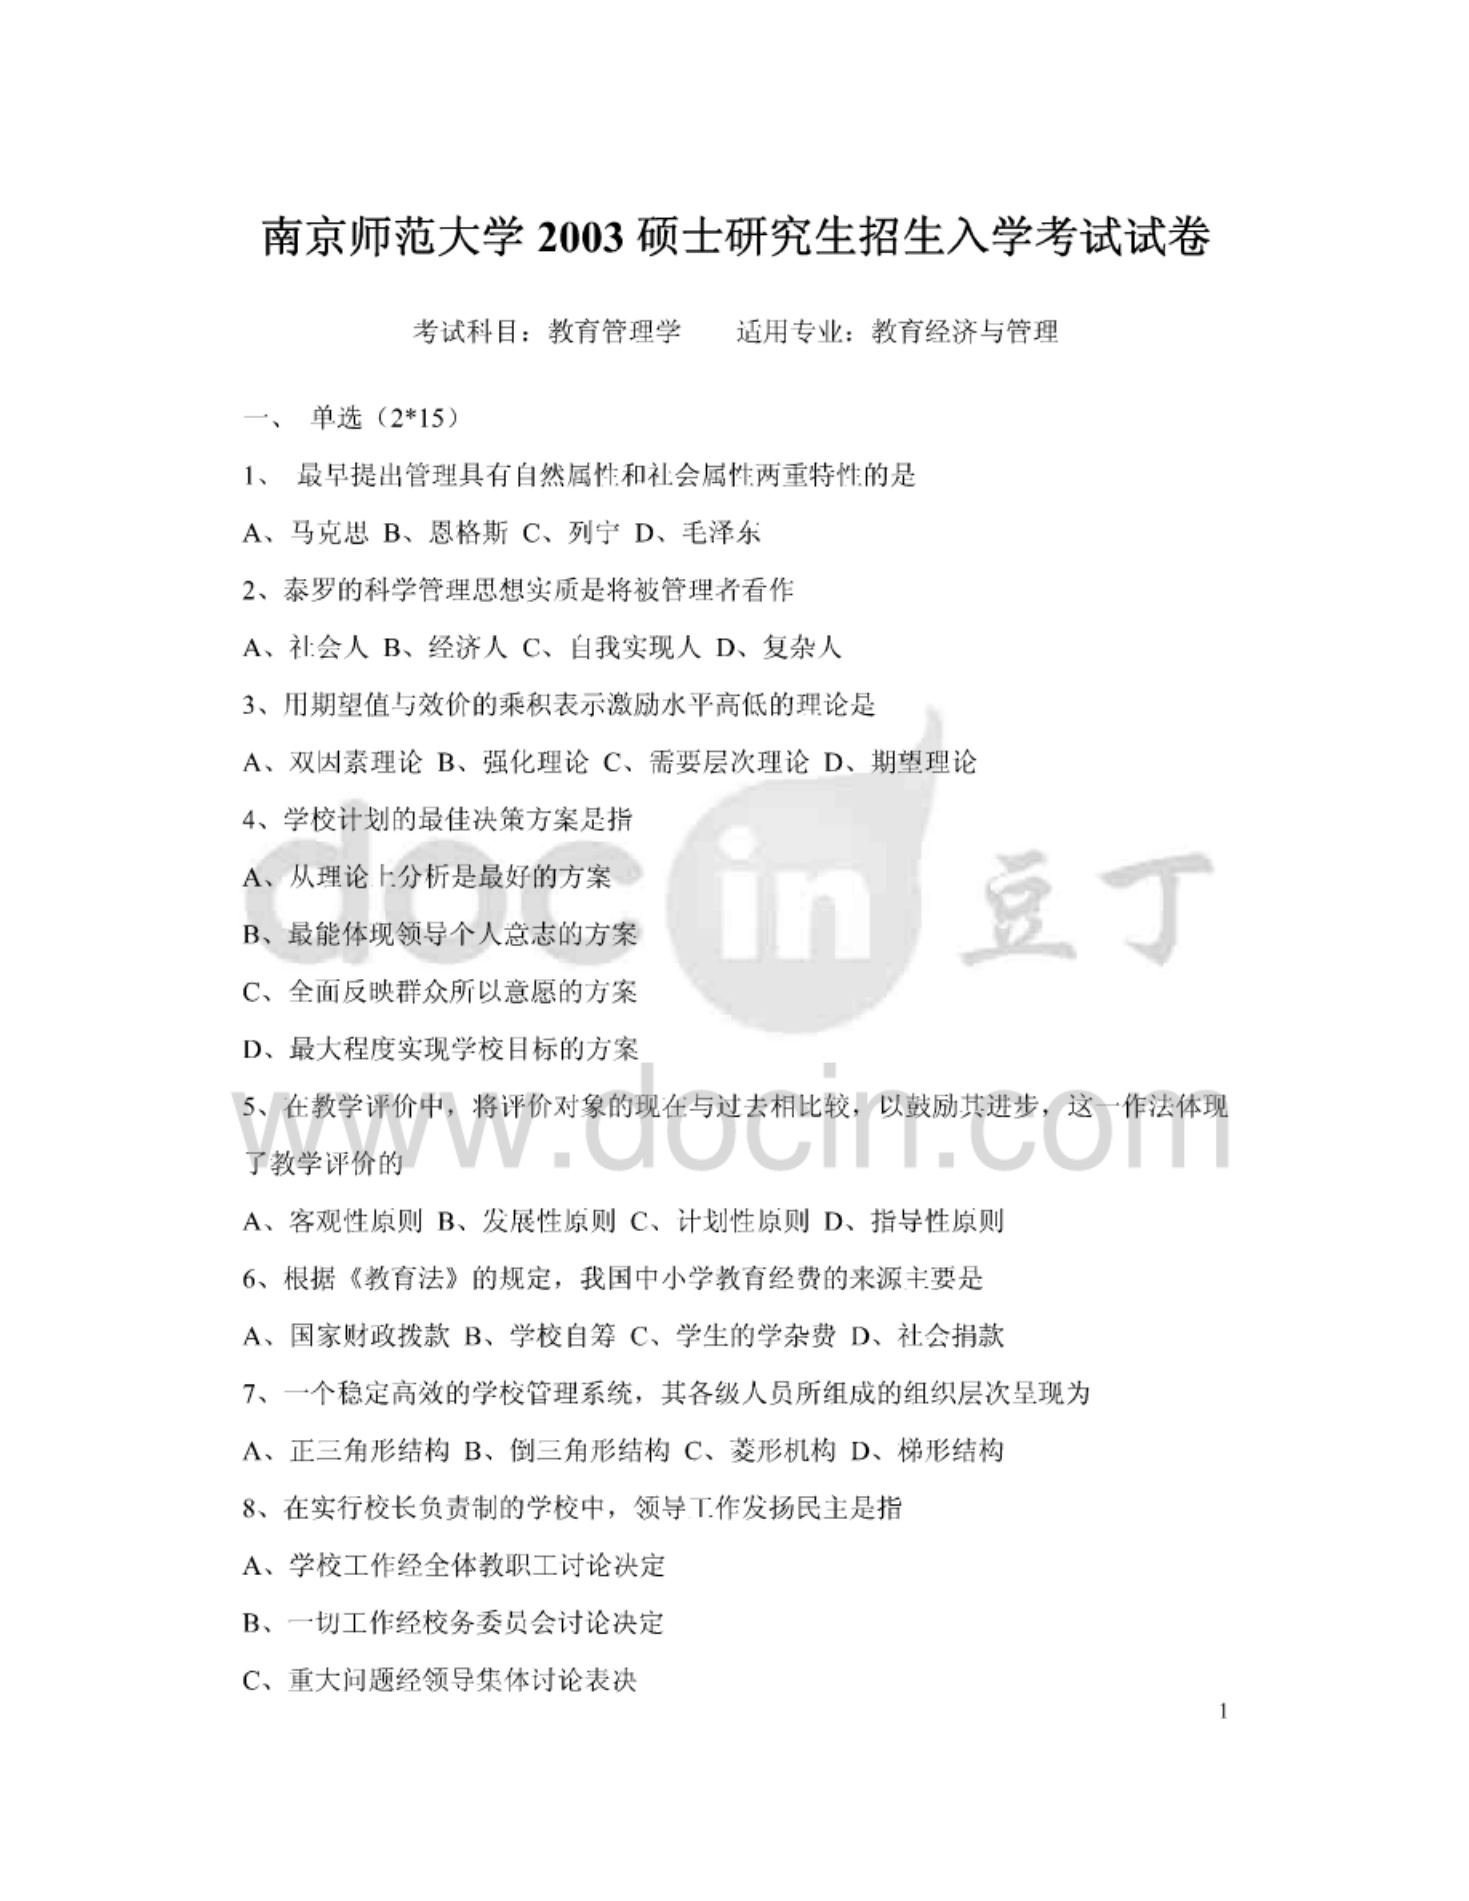 南京师范大学 2003 硕士研究生招生入学考试试卷
考试科目：教育管理学 适用专业：教育经济与管理
一、 单选（2*15）
1、 最早提出管理具有自然属性和社会属性两重特性的是
A、马克思 B、恩格斯 C、列宁 D、毛泽东
2、泰罗的科学管理思想实质是将被管理者看作
A、社会人 B、经济人 C、自我实现人 D、复杂人
3、用期望值与效价的乘积表示激励水平高低的理论是
A、双因素理论 B、强化理论 C、需要层次理论 D、期望理论
4、学校计划的最佳决策方案是指
A、从理论上分析是最好的方案
B、最能体现领导个人意志的方案
C、全面反映群众所以意愿的方案
D、最大程度实现学校目标的方案
5、在教学评价中，将评价对象的现在与过去相比较，以鼓励其进步，这一作法体现
了教学评价的
A、客观性原则 B、发展性原则 C、计划性原则 D、指导性原则
6、根据《教育法》的规定，我国中小学教育经费的来源主要是
A、国家财政拨款 B、学校自筹 C、学生的学杂费 D、社会捐款
7、一个稳定高效的学校管理系统，其各级人员所组成的组织层次呈现为
A、正三角形结构 B、倒三角形结构 C、菱形机构 D、梯形结构
8、在实行校长负责制的学校中，领导工作发扬民主是指
A、学校工作经全体教职工讨论决定
B、一切工作经校务委员会讨论决定
C、重大问题经领导集体讨论表决
1
docin 豆丁
www.docin.com